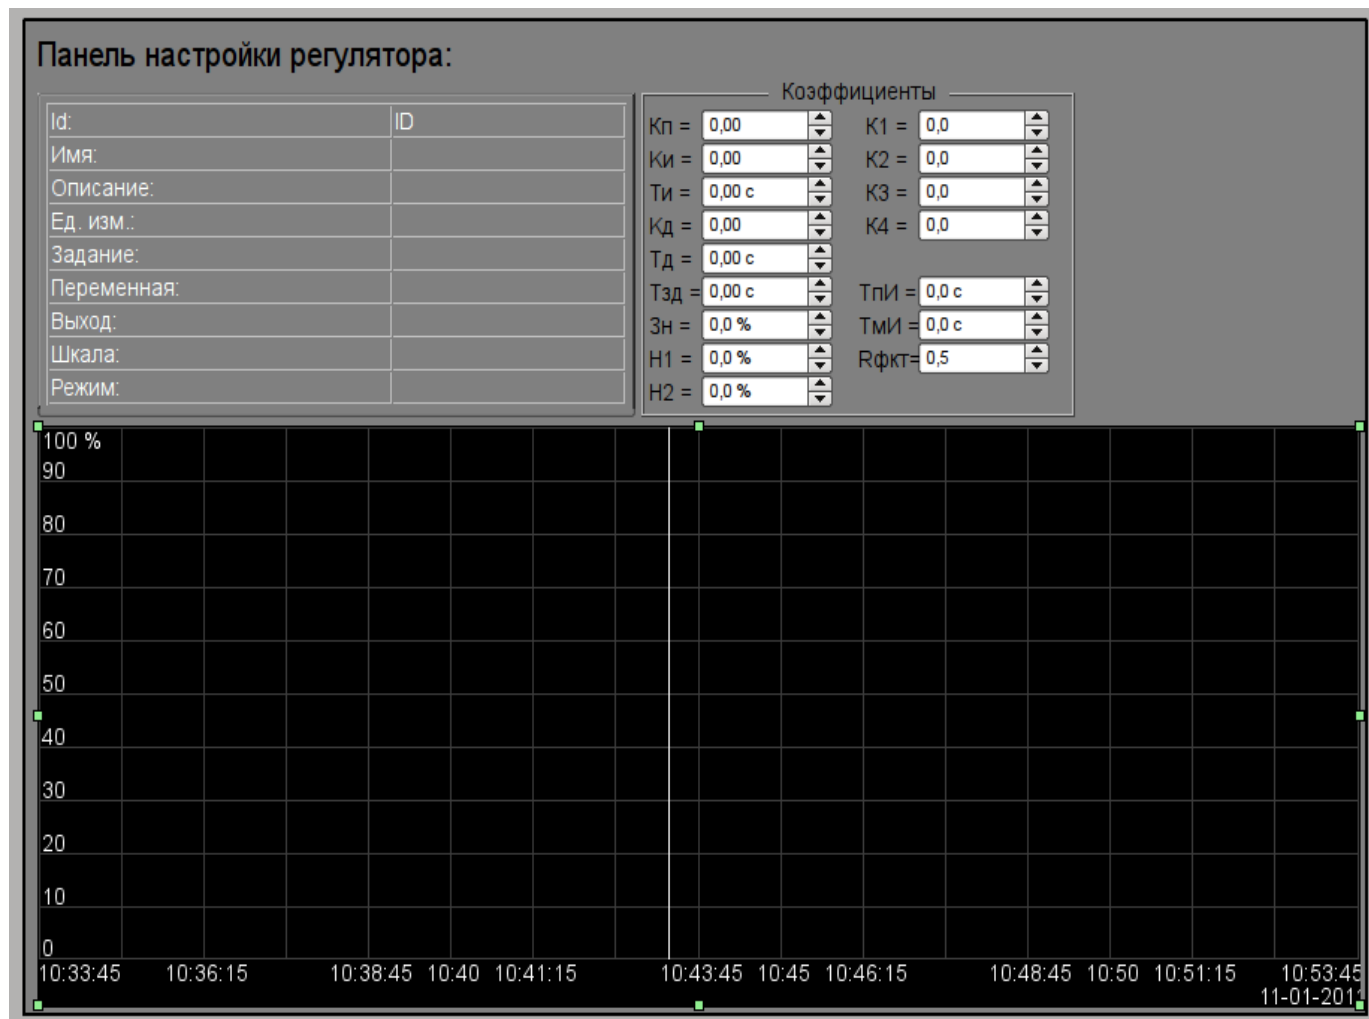 Панель настройки регулятора:
Коэффициенты
Id: ID
Имя:
Описание:
Ед. изм.:
Задание:
Переменная:
Выход:
Шкала:
Режим:
Кп = 0,00 К1 = 0,0
Ки = 0,00 К2 = 0,0
Ти = 0,00 с К3 = 0,0
Кд = 0,00 К4 = 0,0
Тд = 0,00 с
Тзд = 0,00 с ТпИ = 0,0 с
Зн = 0,0 % ТмИ = 0,0 с
Н1 = 0,0 % Rфкт= 0,5
Н2 = 0,0 %
100 %
90
80
70
60
50
40
30
20
10
0
10:33:45 10:36:15 10:38:45 10:40 10:41:15 10:43:45 10:45 10:46:15 10:48:45 10:50 10:51:15 10:53:45
11-01-2011